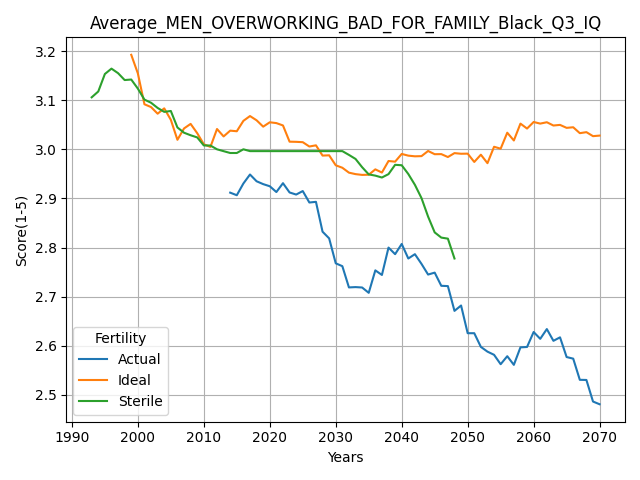 Average_MEN_OVERWORKING_BAD_FOR_FAMILY_Black_Q3_IQ
Score(1-5)
3.2
3.1
3.0
2.9
2.8
2.7
2.6
2.5
Fertility
Actual
Ideal
Sterile
1990 2000 2010 2020 2030 2040 2050 2060 2070
Years